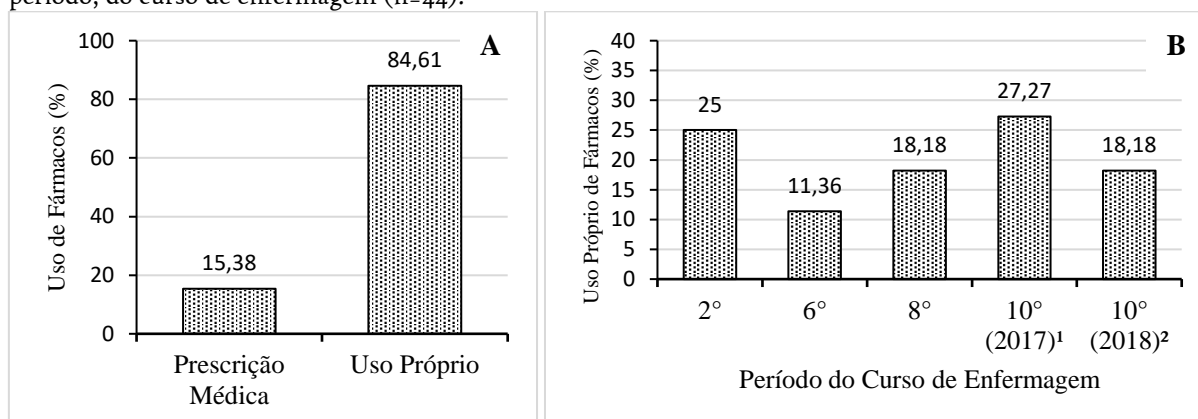 período, do curso de enfermagem (n=44).
A
Uso de Fármacos (%)
100
80
60
40
20
0
15,38
84,61
Prescrição
Médica
Uso Próprio
B
Uso Próprio de Fármacos (%)
40
35
30
25
20
15
10
5
0
25
11,36
18,18
27,27
18,18
2° 6° 8° 10° 10°
(2017)¹ (2018)²
Período do Curso de Enfermagem